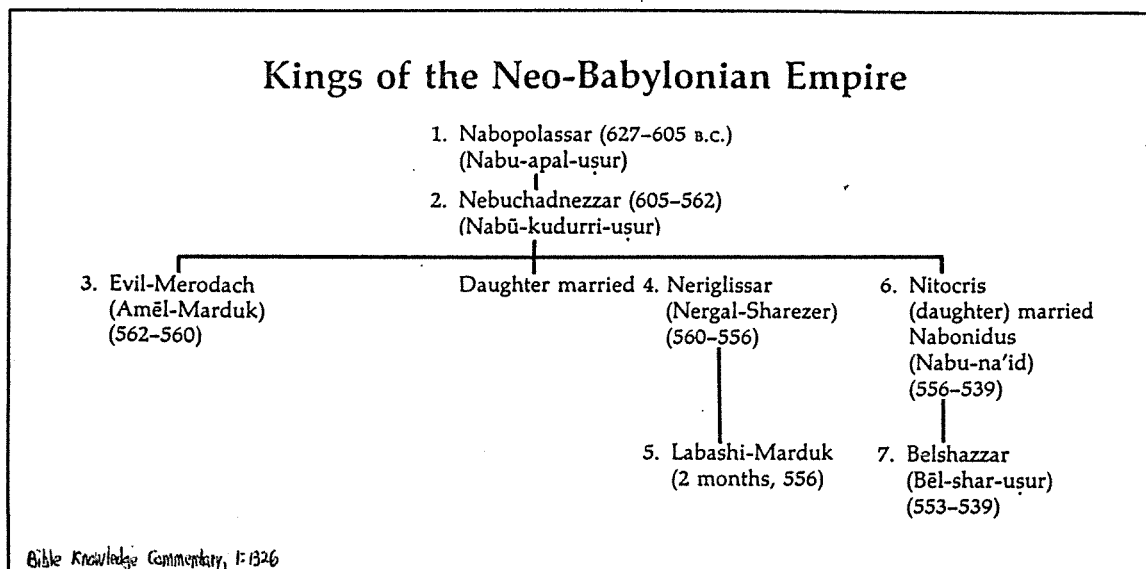 Kings of the Neo-Babylonian Empire
1. Nabopolassar (627–605 B.C.)
(Nabu-apal-uṣur)
2. Nebuchadnezzar (605–562)
(Nabū-kudurri-uṣur)
3. Evil-Merodach
(Amēl-Marduk)
(562–560)
Daughter married 4. Neriglissar
(Nergal-Sharezer)
(560–556)
6. Nitocris
(daughter) married
Nabonidus
(Nabu-na'id)
(556–539)
5. Labashi-Marduk
(2 months, 556)
7. Belshazzar
(Bēl-shar-uṣur)
(553–539)
Bible Knowledge Commentary, 1:1326